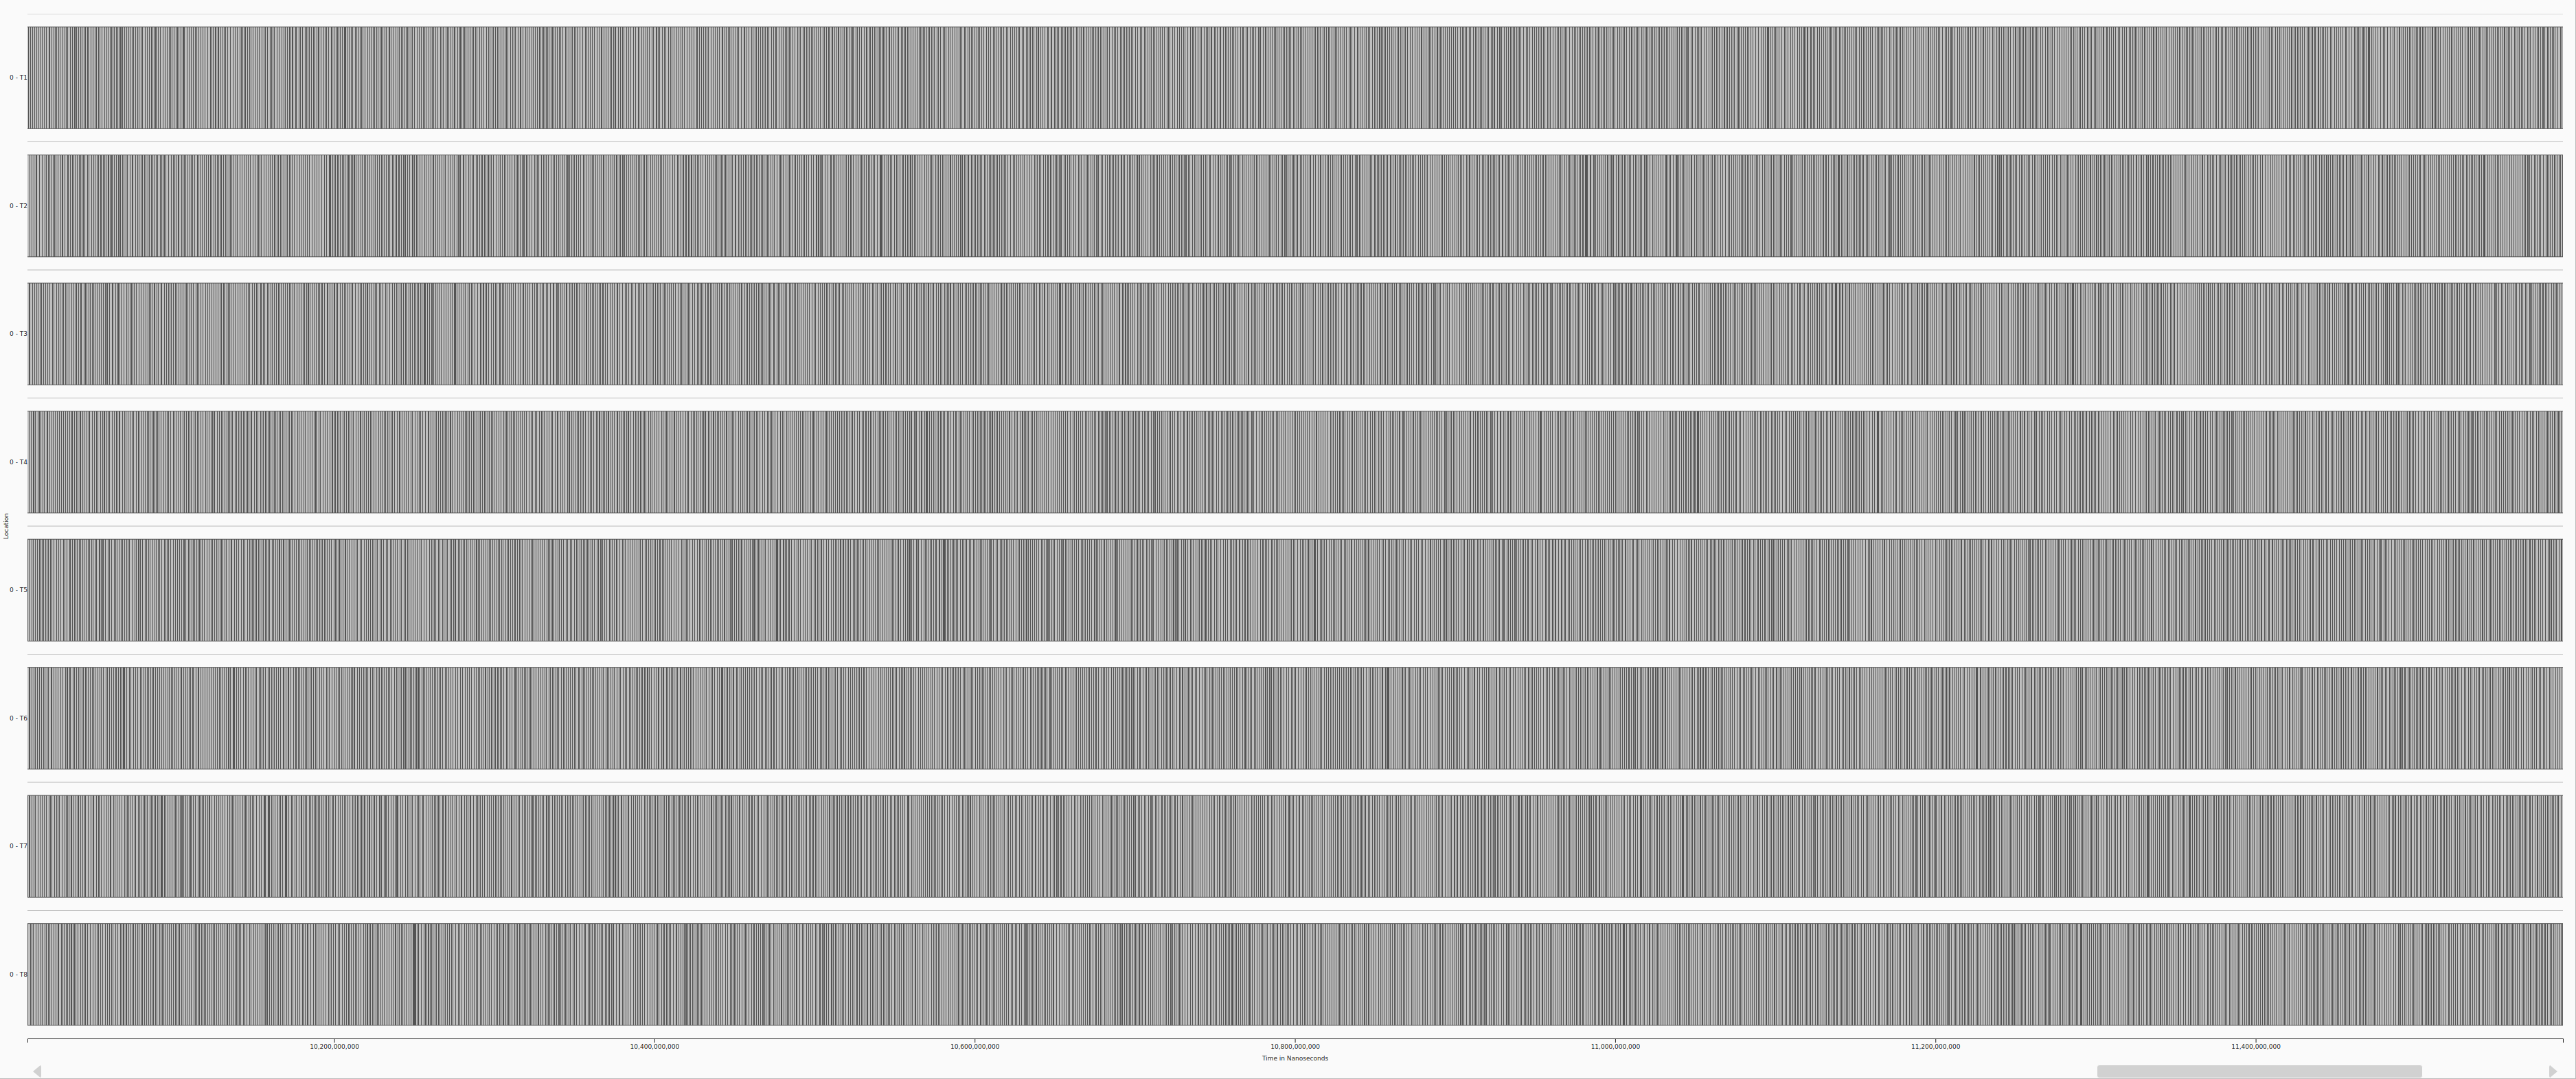 0 - T1
0 - T2
0 - T3
0 - T4
Location
0 - T5
0 - T6
0 - T7
0 - T8
10,200,000,000
10,400,000,000
10,600,000,000
10,800,000,000
11,000,000,000
11,200,000,000
11,400,000,000
Time in Nanoseconds